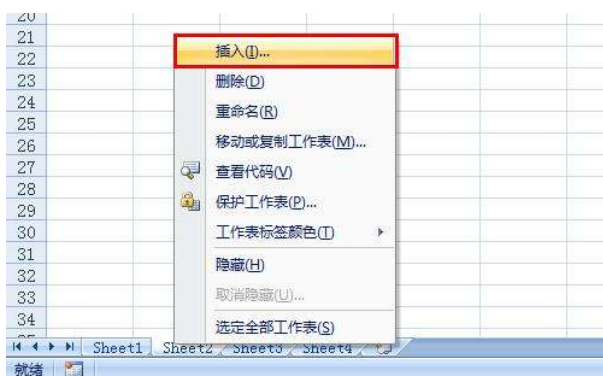 20
21
22
23
24
25
26
27
28
29
30
31
32
33
34
35
插入(I)...
删除(D)
重命名(R)
移动或复制工作表(M)...
查看代码(V)
保护工作表(P)...
工作表标签颜色(T)
隐藏(H)
取消隐藏(U)...
选定全部工作表(S)
Sheet1 Sheet2 Sheet3 Sheet4
就绪